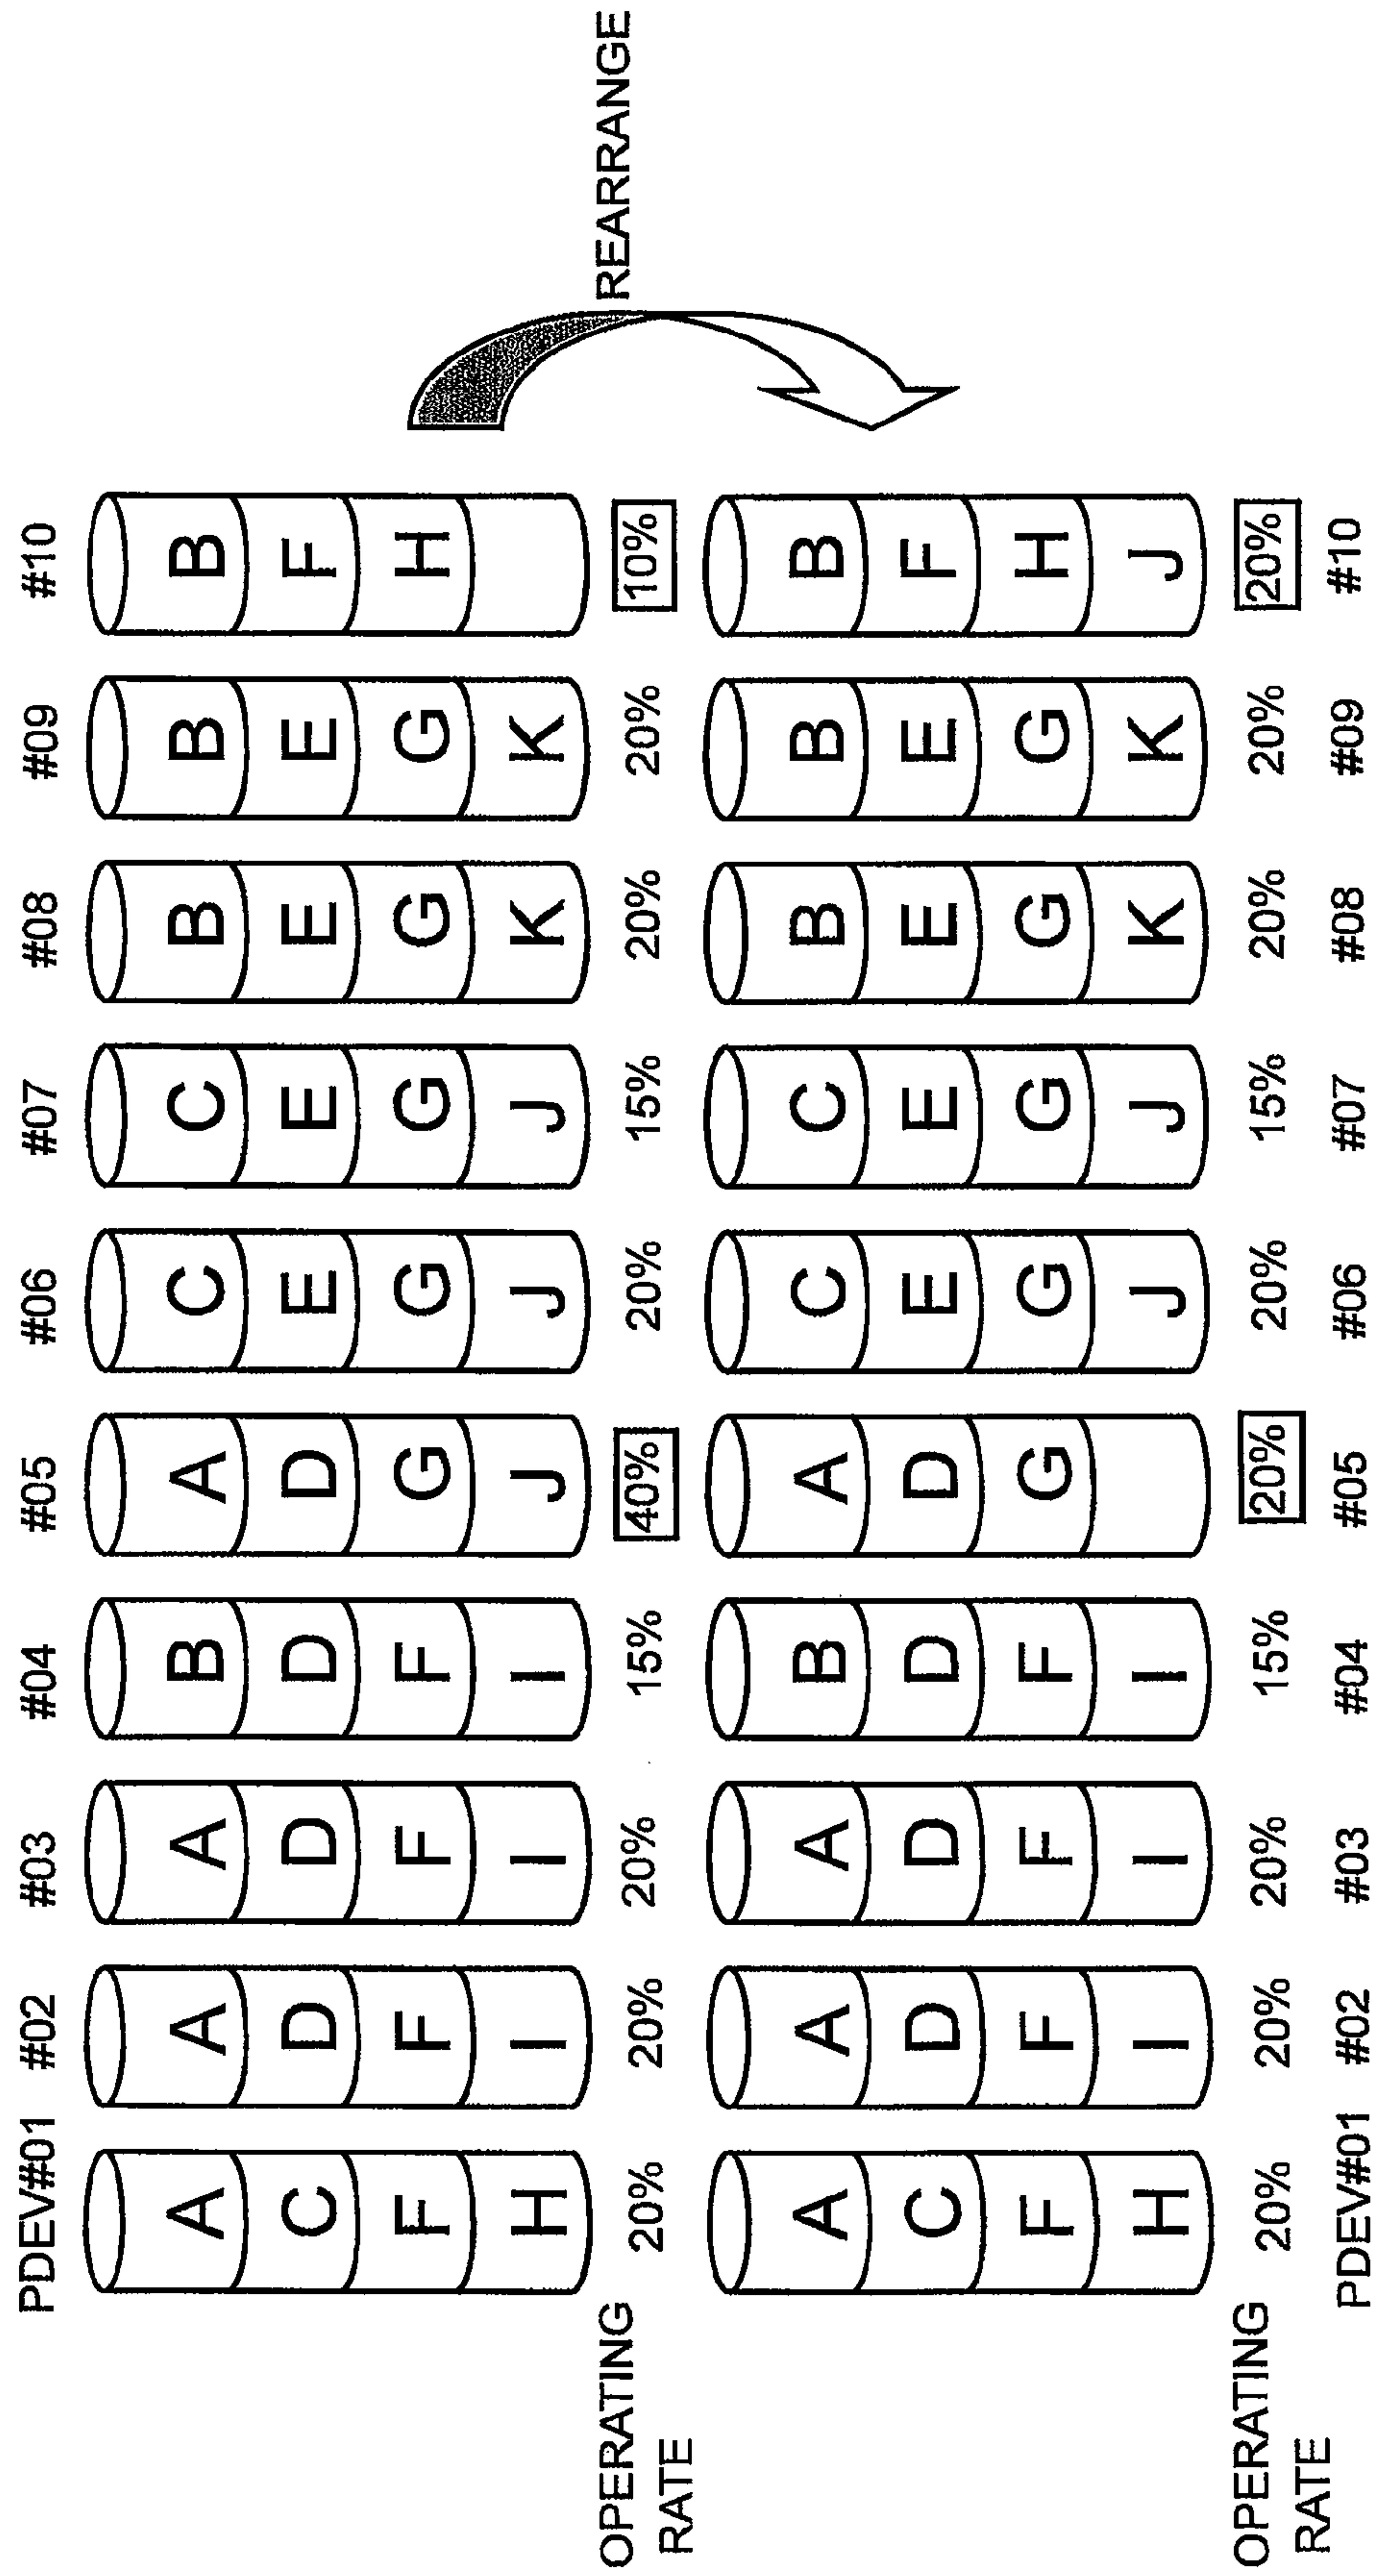 PDEV#01 #02 #03 #04 #05 #06 #07 #08 #09 #10
A A A B A C C B B B
C D D D D E E E E F
F F F F G G G G G H
H I I I J J J K K
OPERATING
RATE
20% 20% 20% 15% 40% 20% 15% 20% 20% 10%
REARRANGE
A A A B A C C B B B
C D D D D E E E E F
F F F F G G G G G H
H I I I J J K K J
OPERATING
RATE
20% 20% 20% 15% 20% 20% 15% 20% 20% 20%
PDEV#01 #02 #03 #04 #05 #06 #07 #08 #09 #10